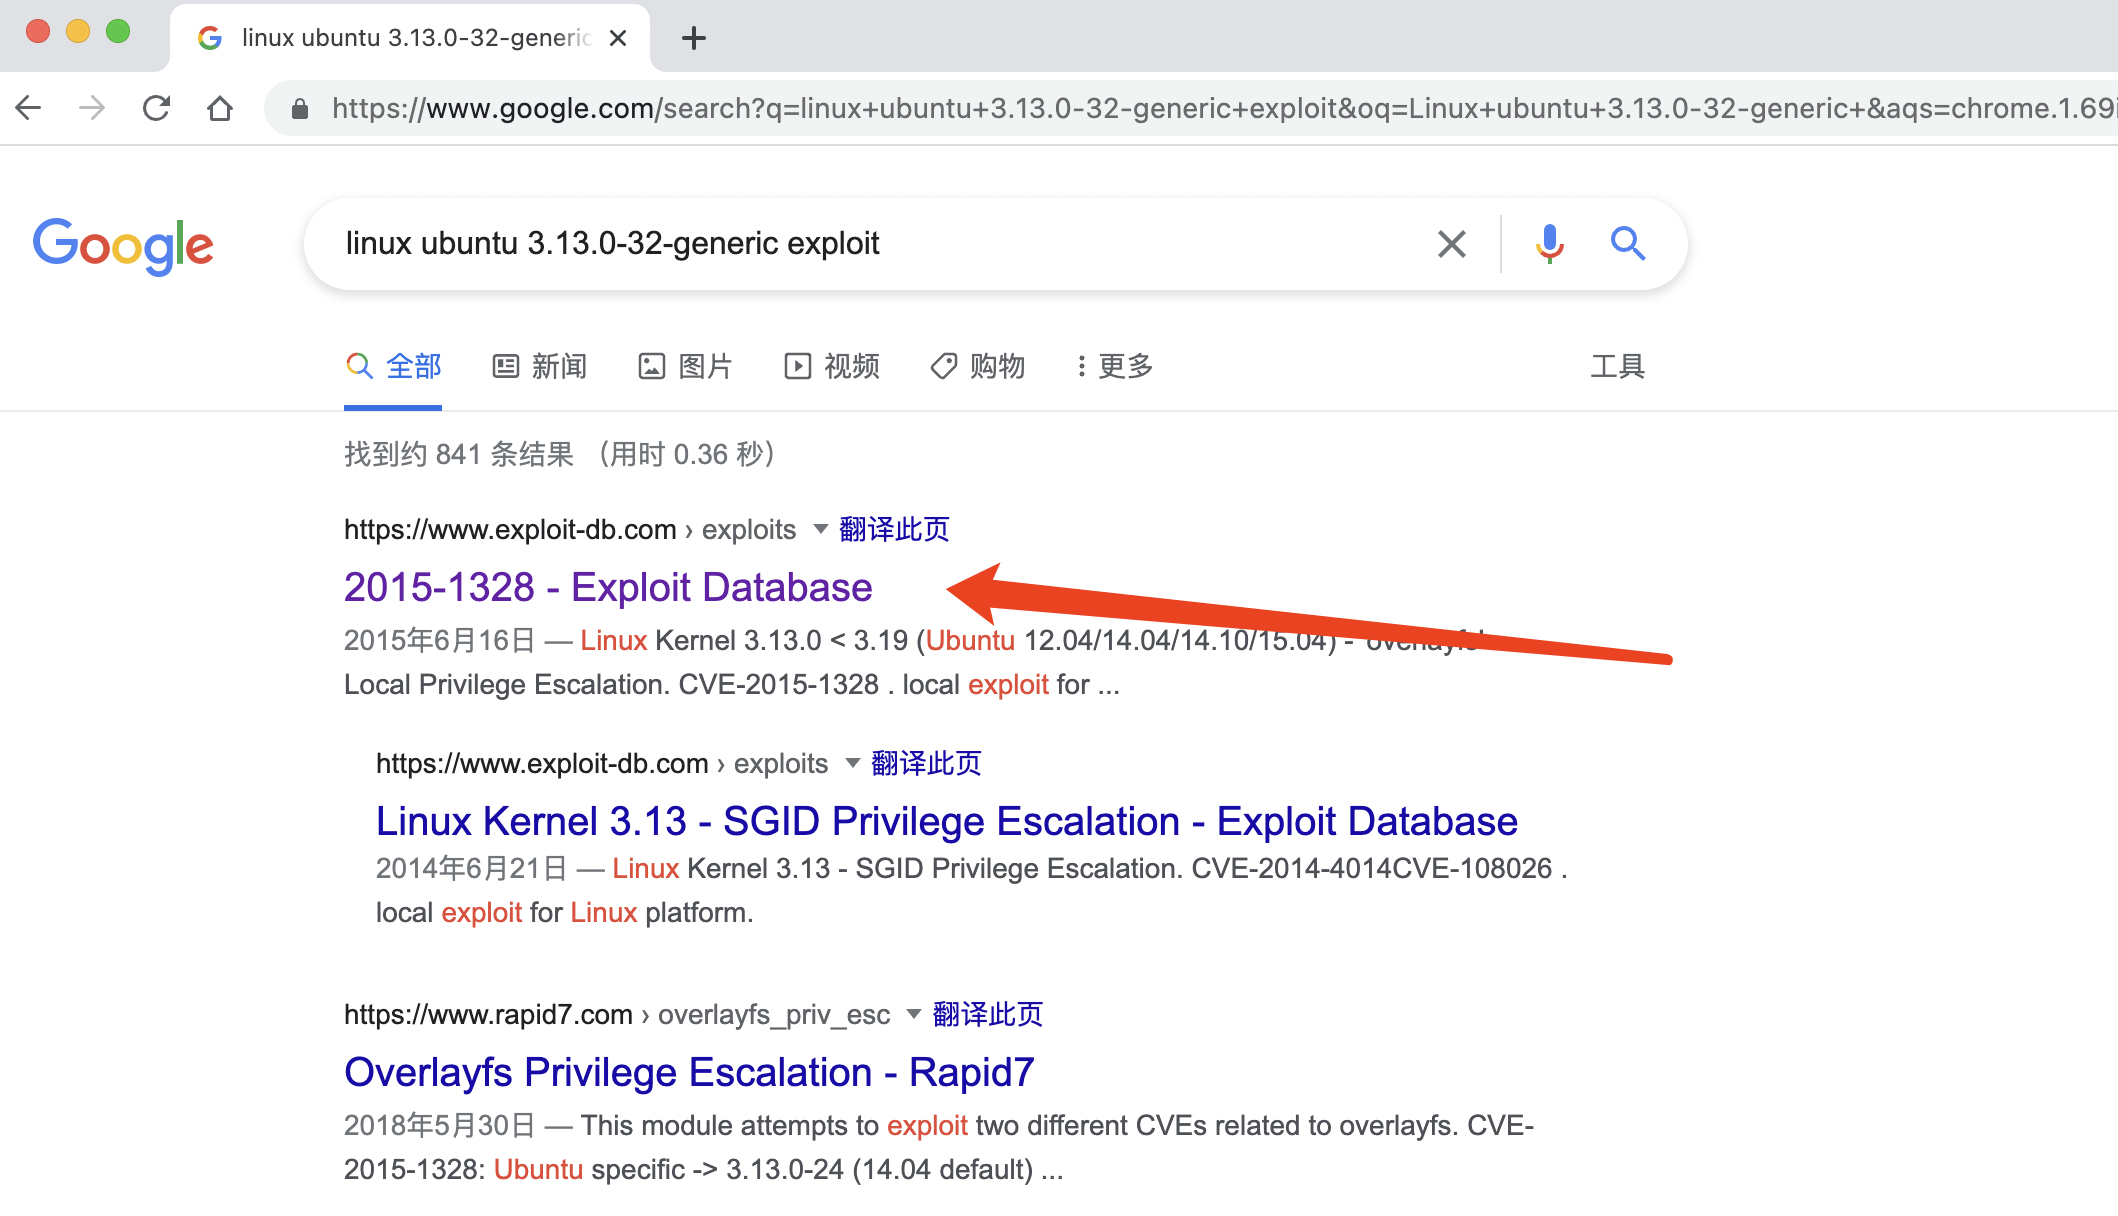 linux ubuntu 3.13.0-32-generic
https://www.google.com/search?q=linux+ubuntu+3.13.0-32-generic+exploit&oq=Linux+ubuntu+3.13.0-32-generic+&aqs=chrome.1.69i
Google
linux ubuntu 3.13.0-32-generic exploit
全部 新闻 图片 视频 购物 更多 工具
找到约 841 条结果 （用时 0.36 秒）
https://www.exploit-db.com › exploits 翻译此页
2015-1328 - Exploit Database
2015年6月16日 — Linux Kernel 3.13.0 < 3.19 (Ubuntu 12.04/14.04/14.10/15.04) -
Local Privilege Escalation. CVE-2015-1328 . local exploit for ...
https://www.exploit-db.com › exploits 翻译此页
Linux Kernel 3.13 - SGID Privilege Escalation - Exploit Database
2014年6月21日 — Linux Kernel 3.13 - SGID Privilege Escalation. CVE-2014-4014CVE-108026 .
local exploit for Linux platform.
https://www.rapid7.com › overlayfs_priv_esc 翻译此页
Overlayfs Privilege Escalation - Rapid7
2018年5月30日 — This module attempts to exploit two different CVEs related to overlayfs. CVE-
2015-1328: Ubuntu specific -> 3.13.0-24 (14.04 default) ...